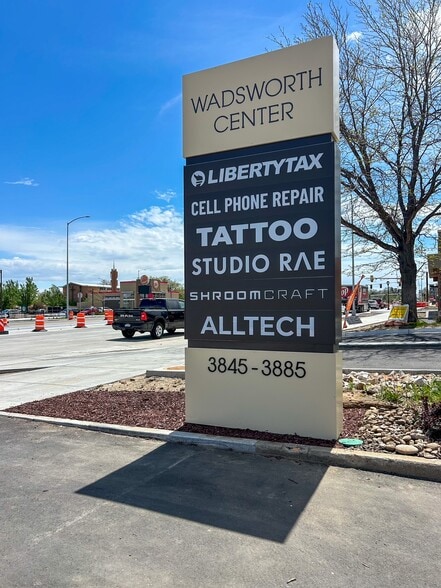 WADSWORTH
CENTER
LIBERTYTAX
CELL PHONE REPAIR
TATTOO
STUDIO RAE
SHROOMCRAFT
ALLTECH
3845-3885